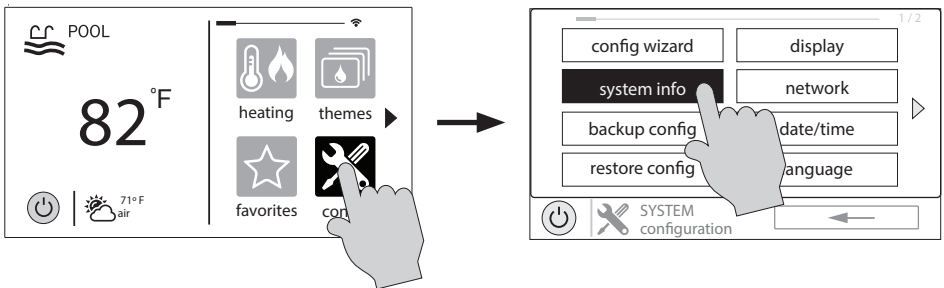 POOL
82°F
71° F
air
heating
themes
favorites
1 / 2
config wizard
display
system info
network
backup config
date/time
restore config
SYSTEM
configuration